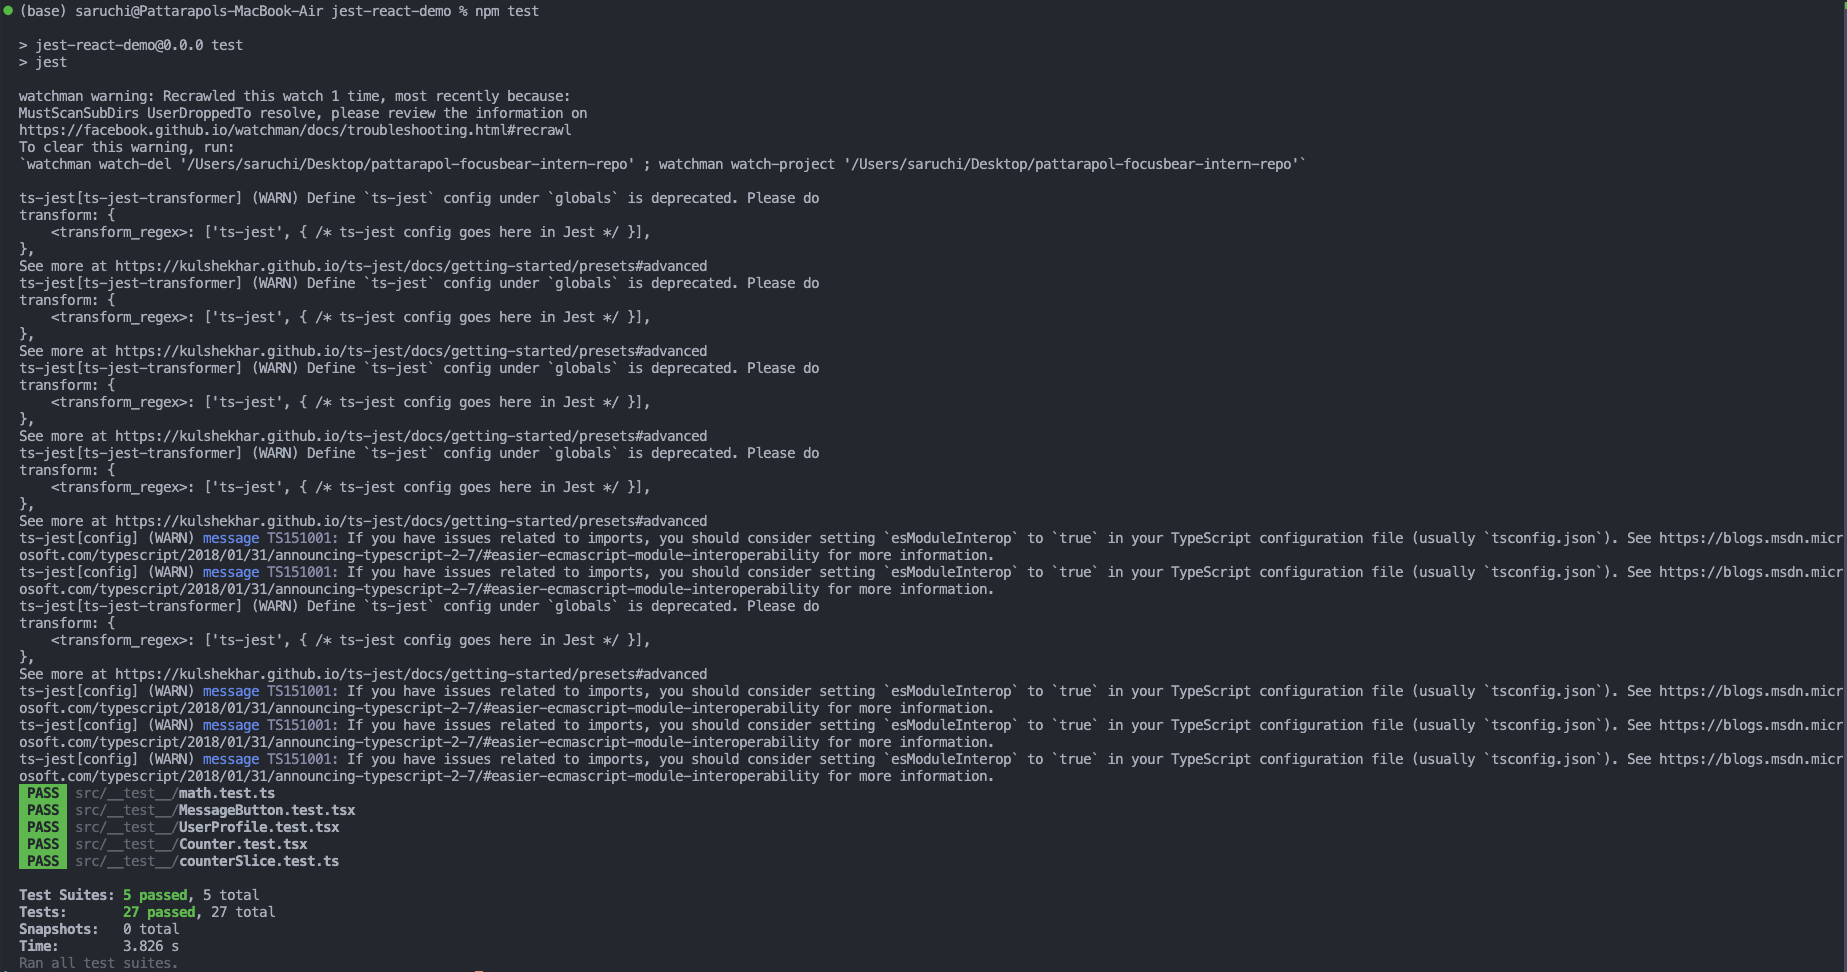 (base) saruchi@Pattarapols-MacBook-Air jest-react-demo % npm test
> jest-react-demo@0.0.0 test
> jest
watchman warning: Recrawled this watch 1 time, most recently because:
MustScanSubDirs UserDroppedTo resolve, please review the information on
https://facebook.github.io/watchman/docs/troubleshooting.html#recrawl
To clear this warning, run:
`watchman watch-del '/Users/saruchi/Desktop/pattarapol-focusbear-intern-repo' ; watchman watch-project '/Users/saruchi/Desktop/pattarapol-focusbear-intern-repo'`
ts-jest[ts-jest-transformer] (WARN) Define `ts-jest` config under `globals` is deprecated. Please do
transform: {
    <transform_regex>: ['ts-jest', { /* ts-jest config goes here in Jest */ }],
},
See more at https://kulshekhar.github.io/ts-jest/docs/getting-started/presets#advanced
ts-jest[ts-jest-transformer] (WARN) Define `ts-jest` config under `globals` is deprecated. Please do
transform: {
    <transform_regex>: ['ts-jest', { /* ts-jest config goes here in Jest */ }],
},
See more at https://kulshekhar.github.io/ts-jest/docs/getting-started/presets#advanced
ts-jest[ts-jest-transformer] (WARN) Define `ts-jest` config under `globals` is deprecated. Please do
transform: {
    <transform_regex>: ['ts-jest', { /* ts-jest config goes here in Jest */ }],
},
See more at https://kulshekhar.github.io/ts-jest/docs/getting-started/presets#advanced
ts-jest[ts-jest-transformer] (WARN) Define `ts-jest` config under `globals` is deprecated. Please do
transform: {
    <transform_regex>: ['ts-jest', { /* ts-jest config goes here in Jest */ }],
},
See more at https://kulshekhar.github.io/ts-jest/docs/getting-started/presets#advanced
ts-jest[config] (WARN) message TS151001: If you have issues related to imports, you should consider setting `esModuleInterop` to `true` in your TypeScript configuration file (usually `tsconfig.json`). See https://blogs.msdn.micr
osoft.com/typescript/2018/01/31/announcing-typescript-2-7/#easier-ecmascript-module-interoperability for more information.
ts-jest[config] (WARN) message TS151001: If you have issues related to imports, you should consider setting `esModuleInterop` to `true` in your TypeScript configuration file (usually `tsconfig.json`). See https://blogs.msdn.micr
osoft.com/typescript/2018/01/31/announcing-typescript-2-7/#easier-ecmascript-module-interoperability for more information.
ts-jest[ts-jest-transformer] (WARN) Define `ts-jest` config under `globals` is deprecated. Please do
transform: {
    <transform_regex>: ['ts-jest', { /* ts-jest config goes here in Jest */ }],
},
See more at https://kulshekhar.github.io/ts-jest/docs/getting-started/presets#advanced
ts-jest[config] (WARN) message TS151001: If you have issues related to imports, you should consider setting `esModuleInterop` to `true` in your TypeScript configuration file (usually `tsconfig.json`). See https://blogs.msdn.micr
osoft.com/typescript/2018/01/31/announcing-typescript-2-7/#easier-ecmascript-module-interoperability for more information.
ts-jest[config] (WARN) message TS151001: If you have issues related to imports, you should consider setting `esModuleInterop` to `true` in your TypeScript configuration file (usually `tsconfig.json`). See https://blogs.msdn.micr
osoft.com/typescript/2018/01/31/announcing-typescript-2-7/#easier-ecmascript-module-interoperability for more information.
ts-jest[config] (WARN) message TS151001: If you have issues related to imports, you should consider setting `esModuleInterop` to `true` in your TypeScript configuration file (usually `tsconfig.json`). See https://blogs.msdn.micr
osoft.com/typescript/2018/01/31/announcing-typescript-2-7/#easier-ecmascript-module-interoperability for more information.
PASS src/__test__/math.test.ts
PASS src/__test__/MessageButton.test.tsx
PASS src/__test__/UserProfile.test.tsx
PASS src/__test__/Counter.test.tsx
PASS src/__test__/counterSlice.test.ts
Test Suites: 5 passed, 5 total
Tests:       27 passed, 27 total
Snapshots:   0 total
Time:        3.826 s
Ran all test suites.